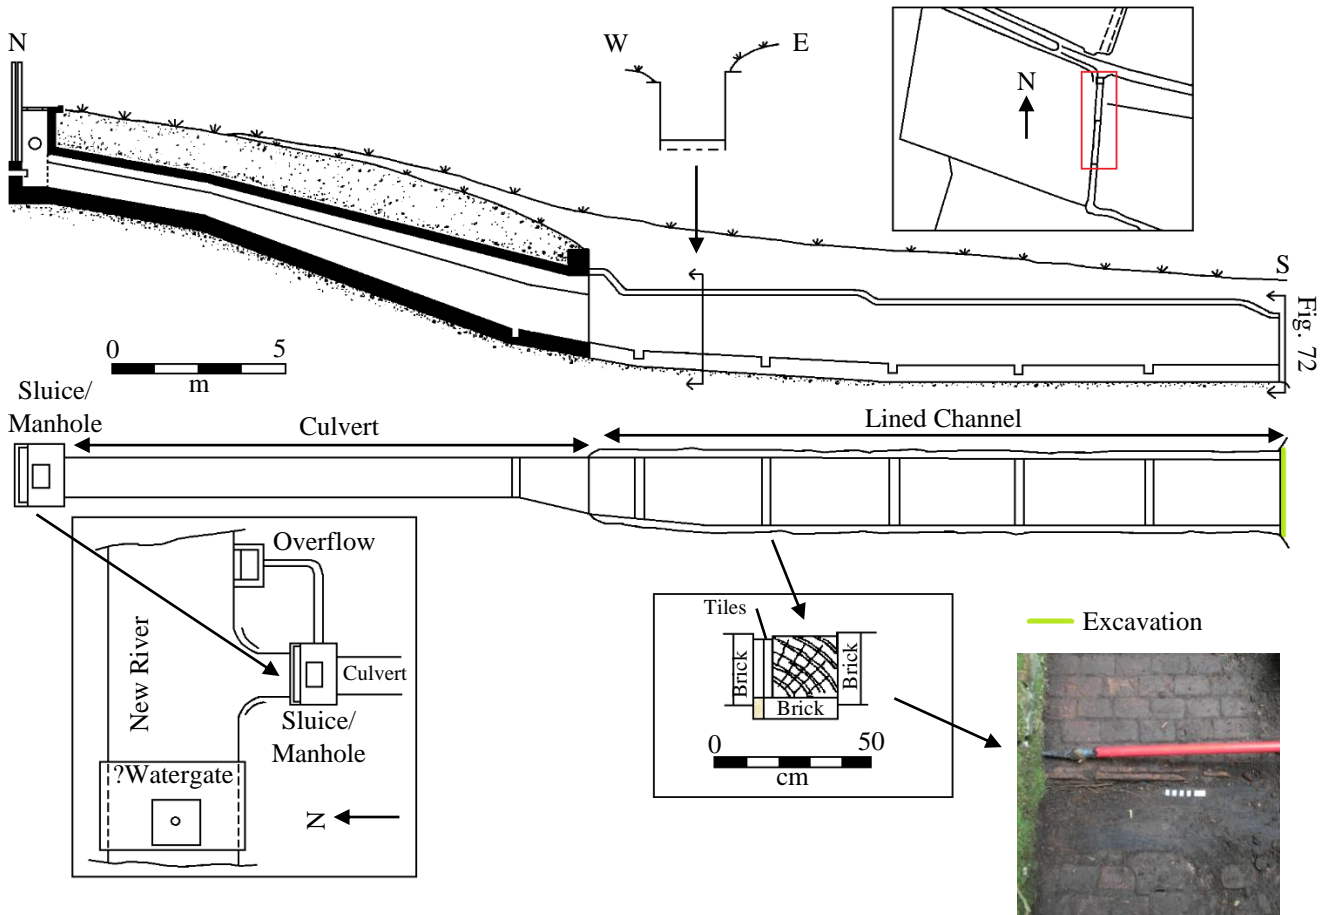 N
W
E
N
S
Fig. 72
0 5
m
Sluice/
Manhole
Culvert
Lined Channel
Overflow
New River
Culvert
Sluice/
Manhole
?Watergate
N
Tiles
Brick
Brick
Brick
0 50
cm
Excavation